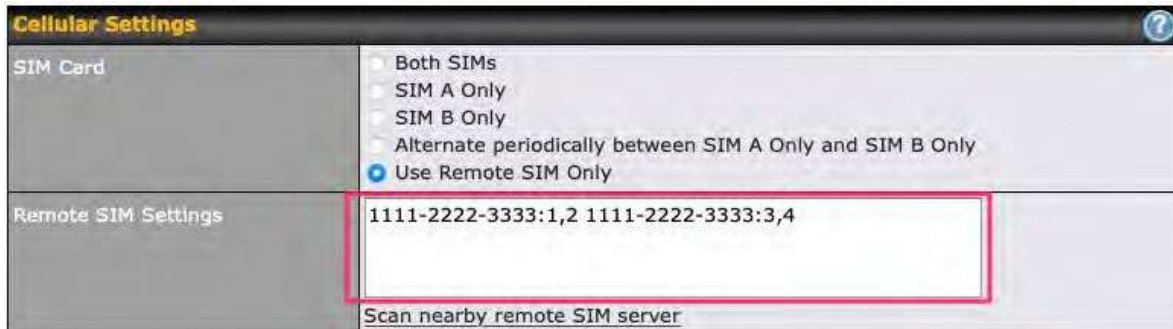 Cellular Settings
?
SIM Card
Both SIMs
SIM A Only
SIM B Only
Alternate periodically between SIM A Only and SIM B Only
Use Remote SIM Only
Remote SIM Settings
1111-2222-3333:1,2 1111-2222-3333:3,4
Scan nearby remote SIM server